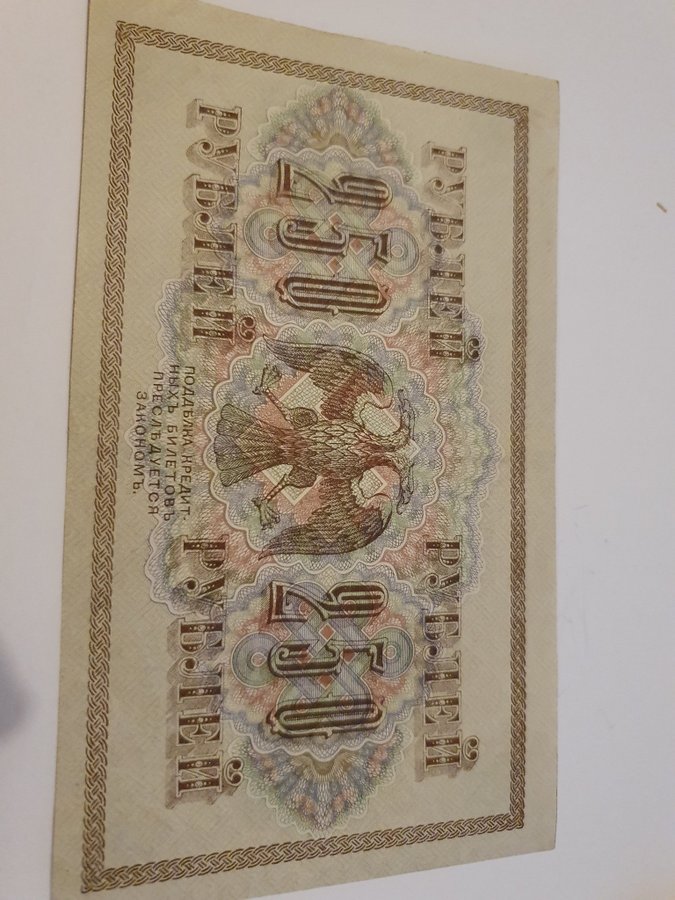 РУБЛЕЙ РУБЛЕЙ
250 250
РУБЛЕЙ РУБЛЕЙ
ПОДДѢЛКА КРЕДИТ-
НЫХЪ БИЛЕТОВЪ
ПРЕСЛѢДУЕТСЯ
ЗАКОНОМЪ.